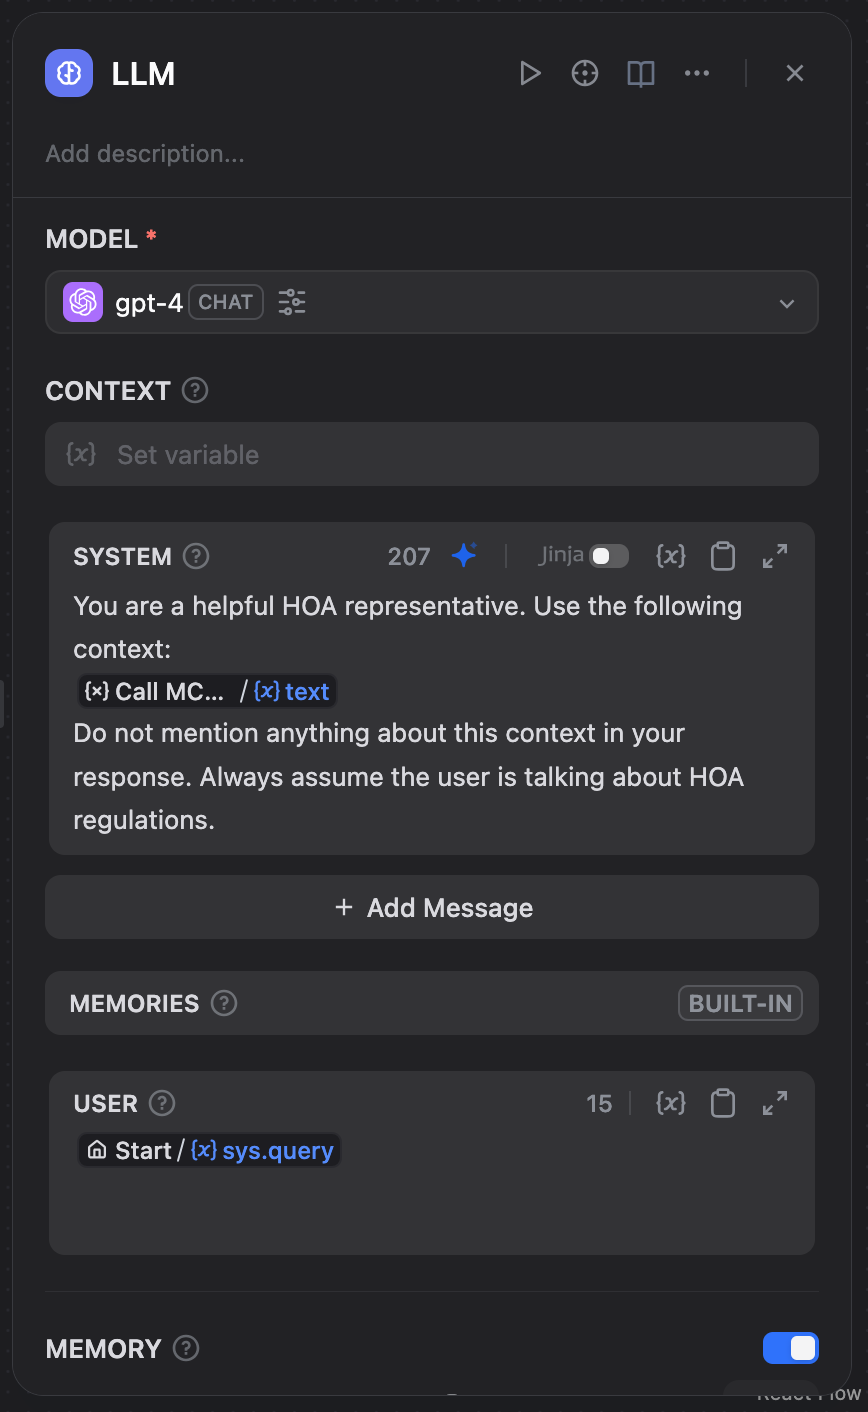 LLM
Add description...
MODEL *
gpt-4 CHAT
CONTEXT ?
{x} Set variable
SYSTEM ? 207 Jinja {x}
You are a helpful HOA representative. Use the following
context:
{×} Call MC... / {x} text
Do not mention anything about this context in your
response. Always assume the user is talking about HOA
regulations.
+ Add Message
MEMORIES ? BUILT-IN
USER ? 15 {x}
Start / {x} sys.query
MEMORY ?
React Flow